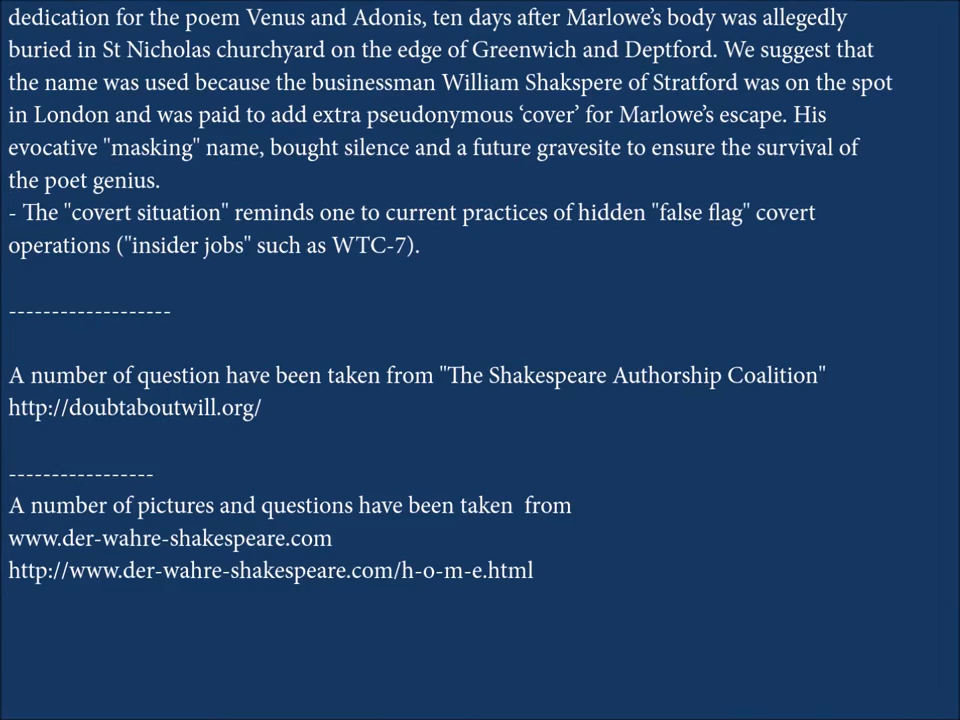 dedication for the poem Venus and Adonis, ten days after Marlowe’s body was allegedly
buried in St Nicholas churchyard on the edge of Greenwich and Deptford. We suggest that
the name was used because the businessman William Shakspere of Stratford was on the spot
in London and was paid to add extra pseudonymous ‘cover’ for Marlowe’s escape. His
evocative "masking" name, bought silence and a future gravesite to ensure the survival of
the poet genius.
- The "covert situation" reminds one to current practices of hidden "false flag" covert
operations ("insider jobs" such as WTC-7).
-------------------
A number of question have been taken from "The Shakespeare Authorship Coalition"
http://doubtaboutwill.org/
-----------------
A number of pictures and questions have been taken  from
www.der-wahre-shakespeare.com
http://www.der-wahre-shakespeare.com/h-o-m-e.html